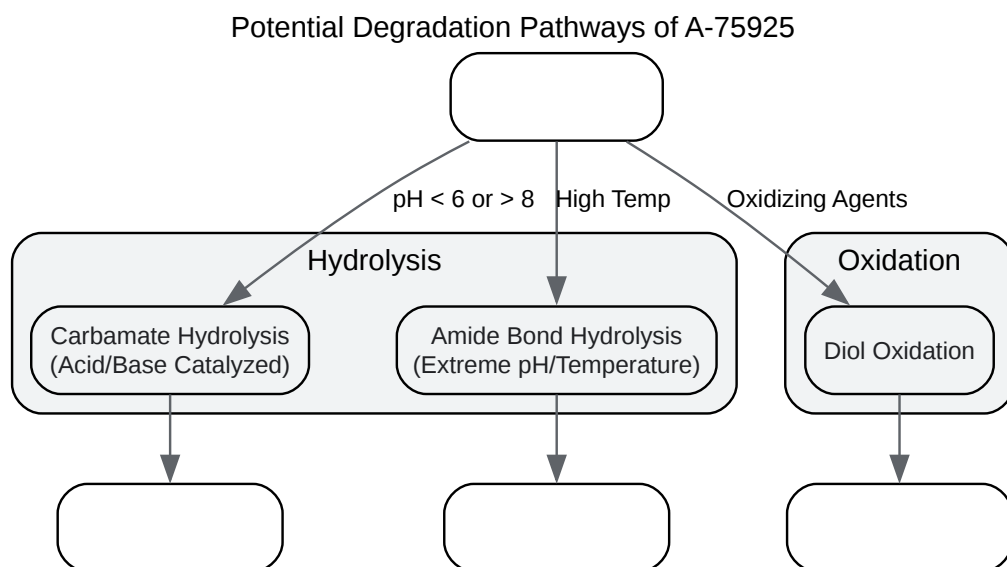 Potential Degradation Pathways of A-75925
pH < 6 or > 8
High Temp
Oxidizing Agents
Hydrolysis
Oxidation
Carbamate Hydrolysis
(Acid/Base Catalyzed)
Amide Bond Hydrolysis
(Extreme pH/Temperature)
Diol Oxidation